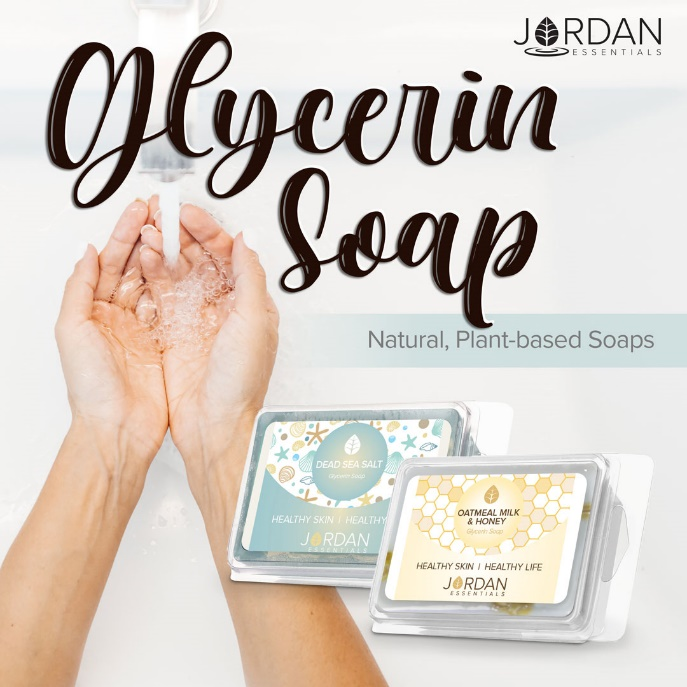 JORDAN
ESSENTIALS
Glycerin
Soap
Natural, Plant-based Soaps
DEAD SEA SALT
Glycerin Soap
HEALTHY SKIN | HEALTHY
JORDAN
ESSENTIALS
OATMEAL MILK
& HONEY
Glycerin Soap
HEALTHY SKIN | HEALTHY LIFE
JORDAN
ESSENTIALS